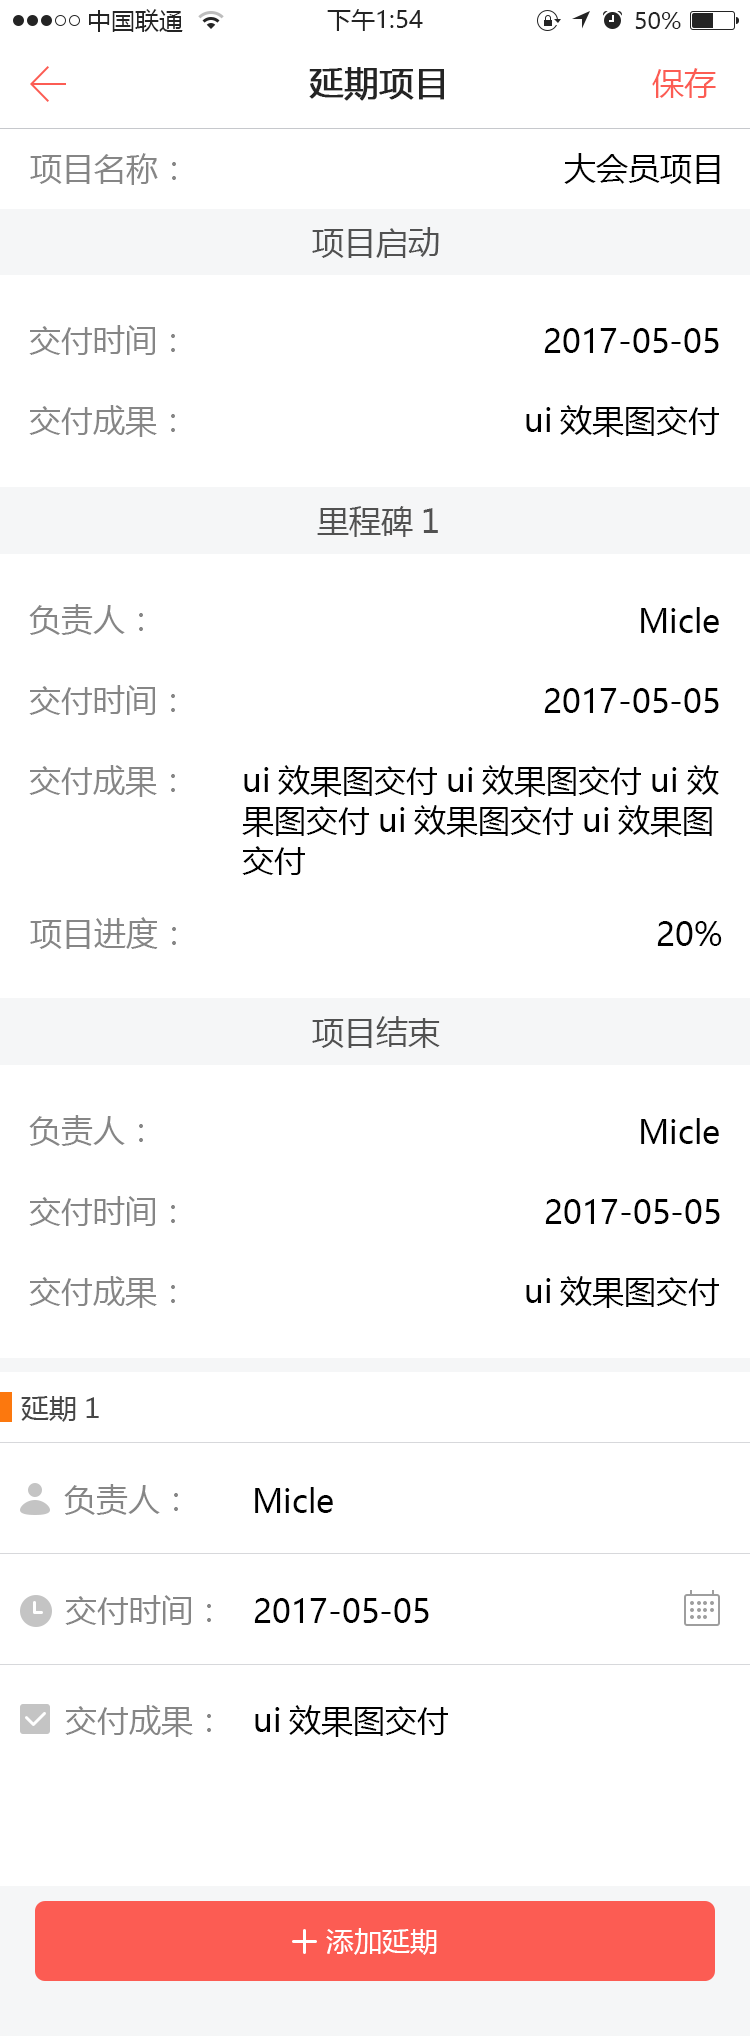 中国联通 下午1:54 50%
延期项目 保存
项目名称： 大会员项目
项目启动
交付时间： 2017-05-05
交付成果： ui 效果图交付
里程碑 1
负责人： Micle
交付时间： 2017-05-05
交付成果： ui 效果图交付 ui 效果图交付 ui 效
果图交付 ui 效果图交付 ui 效果图
交付
项目进度： 20%
项目结束
负责人： Micle
交付时间： 2017-05-05
交付成果： ui 效果图交付
延期 1
负责人： Micle
交付时间： 2017-05-05
交付成果： ui 效果图交付
＋添加延期